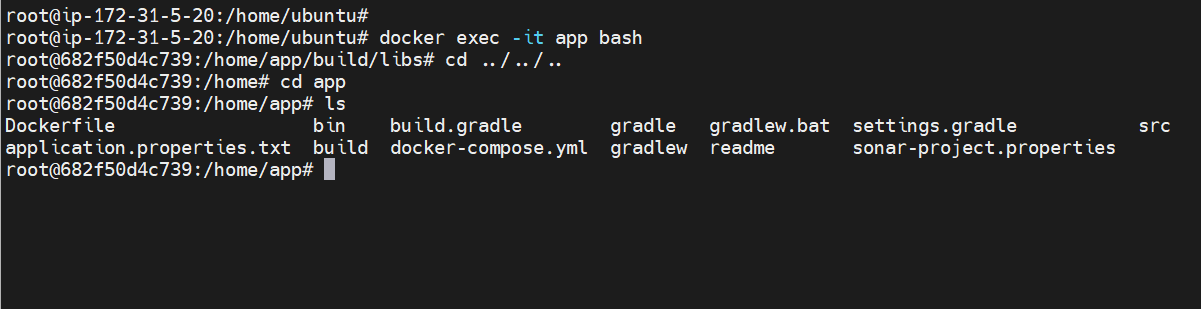 root@ip-172-31-5-20:/home/ubuntu#
root@ip-172-31-5-20:/home/ubuntu# docker exec -it app bash
root@682f50d4c739:/home/app/build/libs# cd ../../..
root@682f50d4c739:/home# cd app
root@682f50d4c739:/home/app# ls
Dockerfile                  bin    build.gradle        gradle   gradlew.bat  settings.gradle           src
application.properties.txt  build  docker-compose.yml  gradlew  readme       sonar-project.properties
root@682f50d4c739:/home/app#